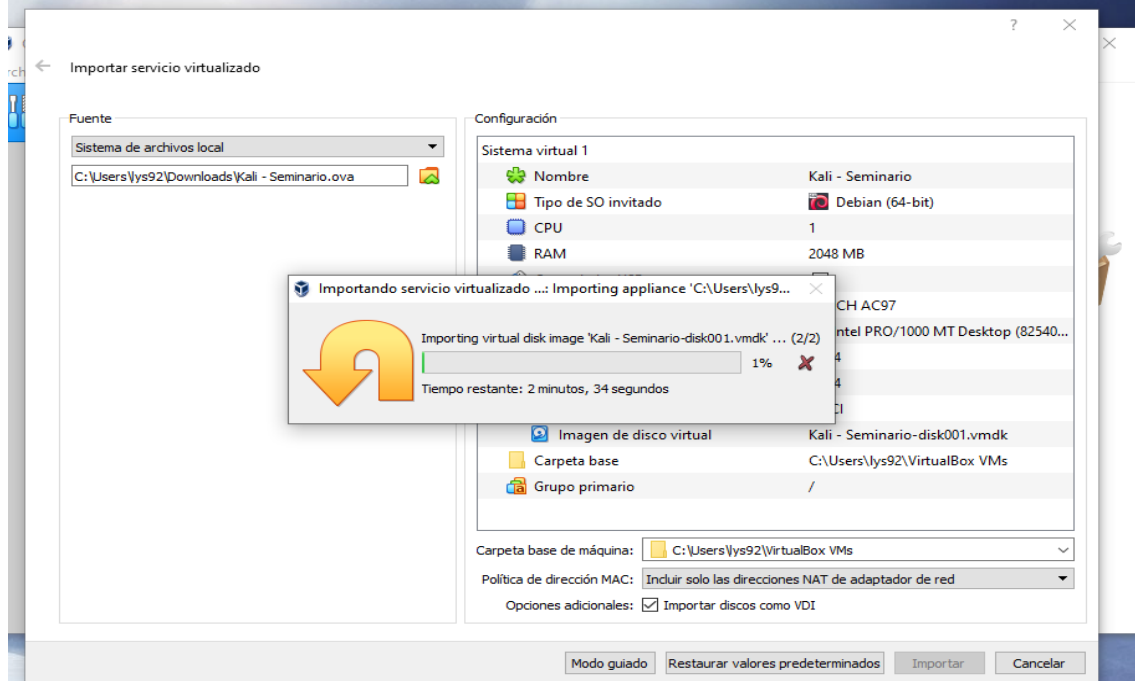 ?
Importar servicio virtualizado
rch
Fuente
Sistema de archivos local
C:\Users\lys92\Downloads\Kali - Seminario.ova
Configuración
Sistema virtual 1
Nombre Kali - Seminario
Tipo de SO invitado Debian (64-bit)
CPU 1
RAM 2048 MB
Importando servicio virtualizado ...: Importing appliance 'C:\Users\lys9...
CH AC97
Importing virtual disk image 'Kali - Seminario-disk001.vmdk' ... (2/2)
ntel PRO/1000 MT Desktop (82540...
1%
4
Tiempo restante: 2 minutos, 34 segundos
4
CI
Imagen de disco virtual Kali - Seminario-disk001.vmdk
Carpeta base C:\Users\lys92\VirtualBox VMs
Grupo primario /
Carpeta base de máquina: C:\Users\lys92\VirtualBox VMs
Política de dirección MAC: Incluir solo las direcciones NAT de adaptador de red
Opciones adicionales: Importar discos como VDI
Modo guiado Restaurar valores predeterminados Importar Cancelar